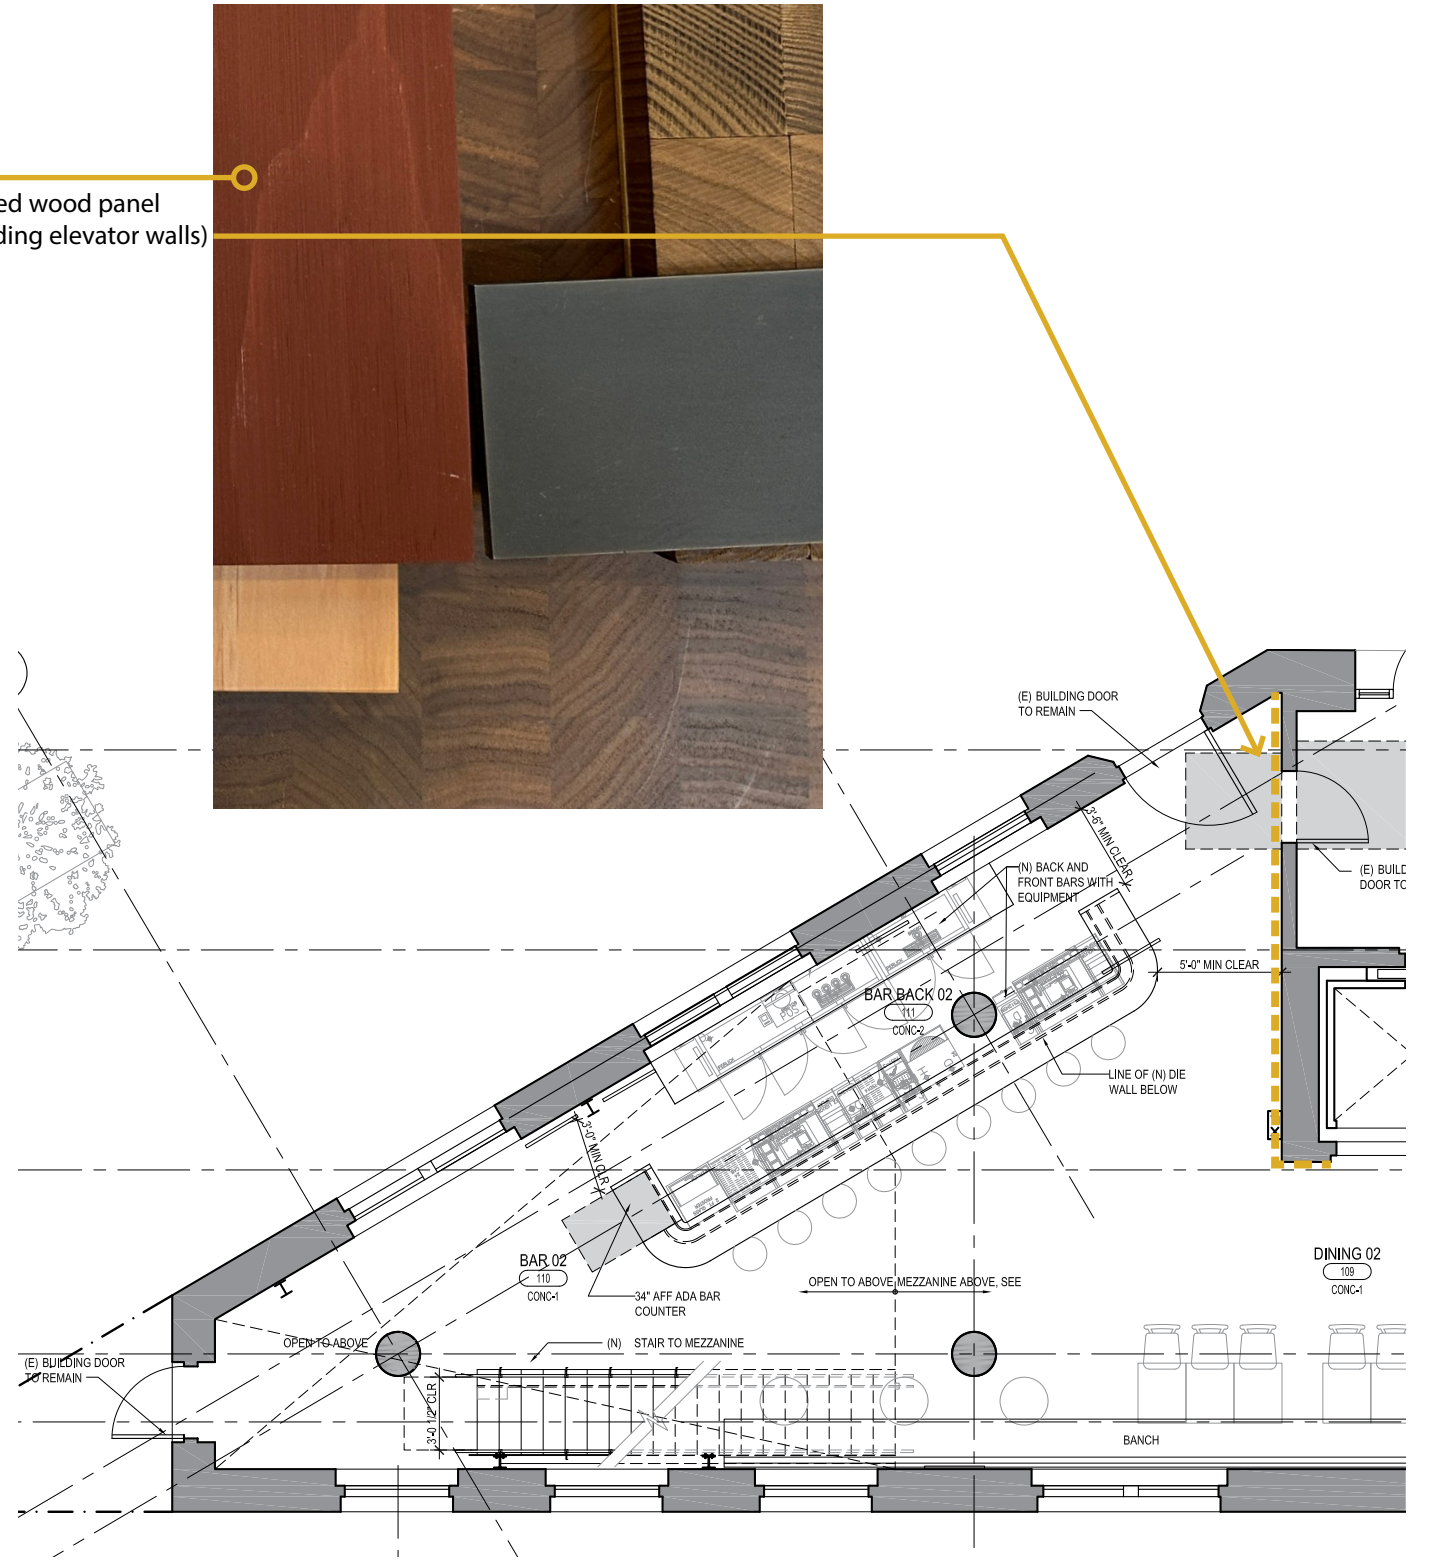 ed wood panel
ding elevator walls)
(E) BUILDING DOOR
TO REMAIN
3'-6" MIN CLEAR
(N) BACK AND
FRONT BARS WITH
EQUIPMENT
(E) BUILD
DOOR TO
5'-0" MIN CLEAR
BAR BACK 02
111
CONC-2
POS
LINE OF (N) DIE
WALL BELOW
3'-0" MIN CLR
BAR 02
110
CONC-1
34" AFF ADA BAR
COUNTER
OPEN TO ABOVE
MEZZANINE ABOVE, SEE
DINING 02
109
CONC-1
OPEN TO ABOVE
(N) STAIR TO MEZZANINE
(E) BUILDING DOOR
TO REMAIN
3'-0 1/2" CLR
BANCH